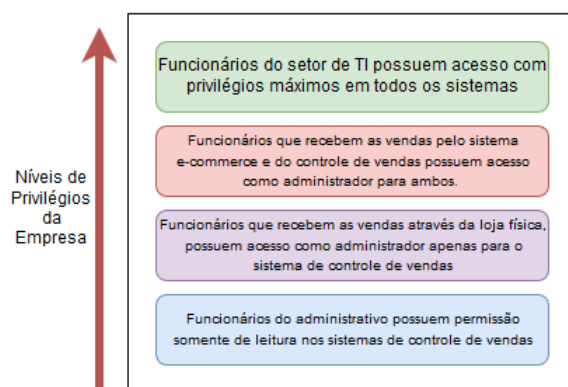 Funcionários do setor de TI possuem acesso com
privilégios máximos em todos os sistemas
Funcionários que recebem as vendas pelo sistema
e-commerce e do controle de vendas possuem acesso
como administrador para ambos.
Níveis de
Privilégios
da
Empresa
Funcionários que recebem as vendas através da loja física,
possuem acesso como administrador apenas para o
sistema de controle de vendas
Funcionários do administrativo possuem permissão
somente de leitura nos sistemas de controle de vendas